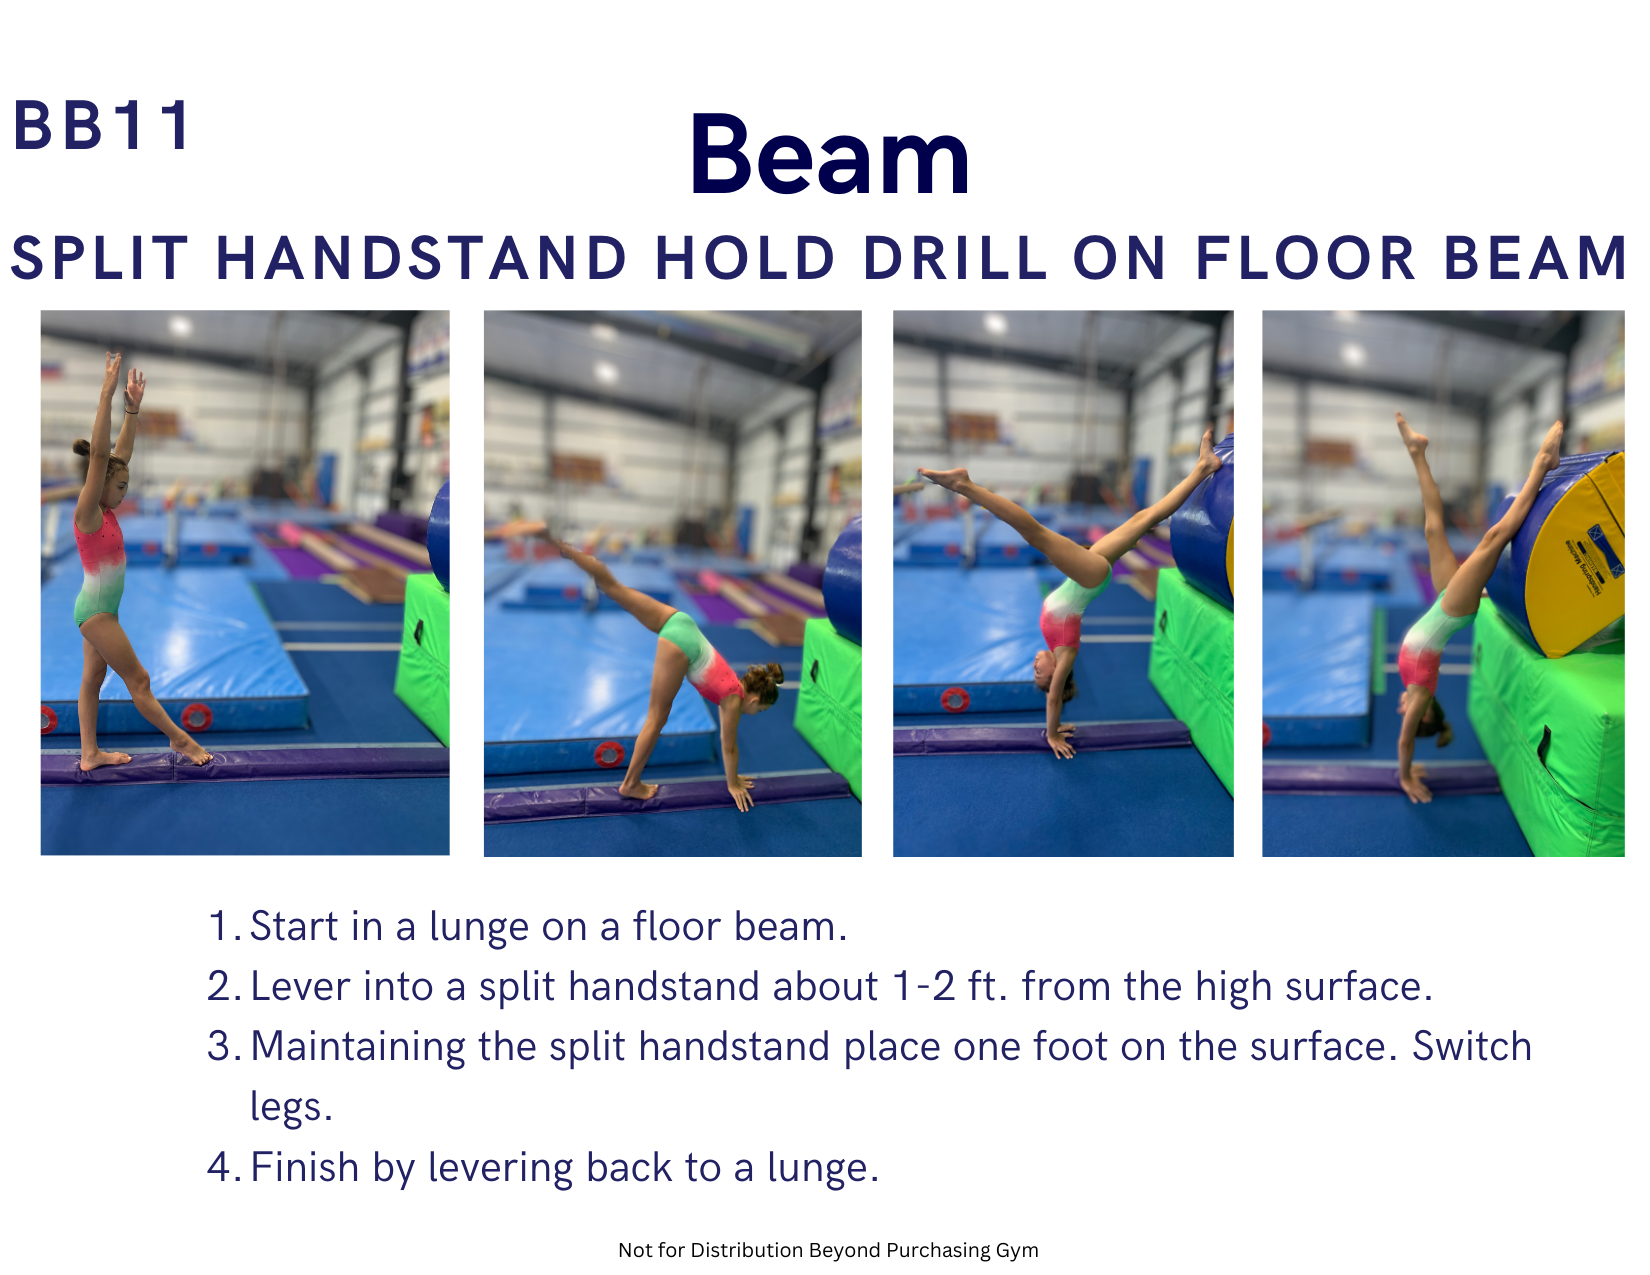 BB11
Beam
SPLIT HANDSTAND HOLD DRILL ON FLOOR BEAM
1. Start in a lunge on a floor beam.
2. Lever into a split handstand about 1-2 ft. from the high surface.
3. Maintaining the split handstand place one foot on the surface. Switch
legs.
4. Finish by levering back to a lunge.
Not for Distribution Beyond Purchasing Gym